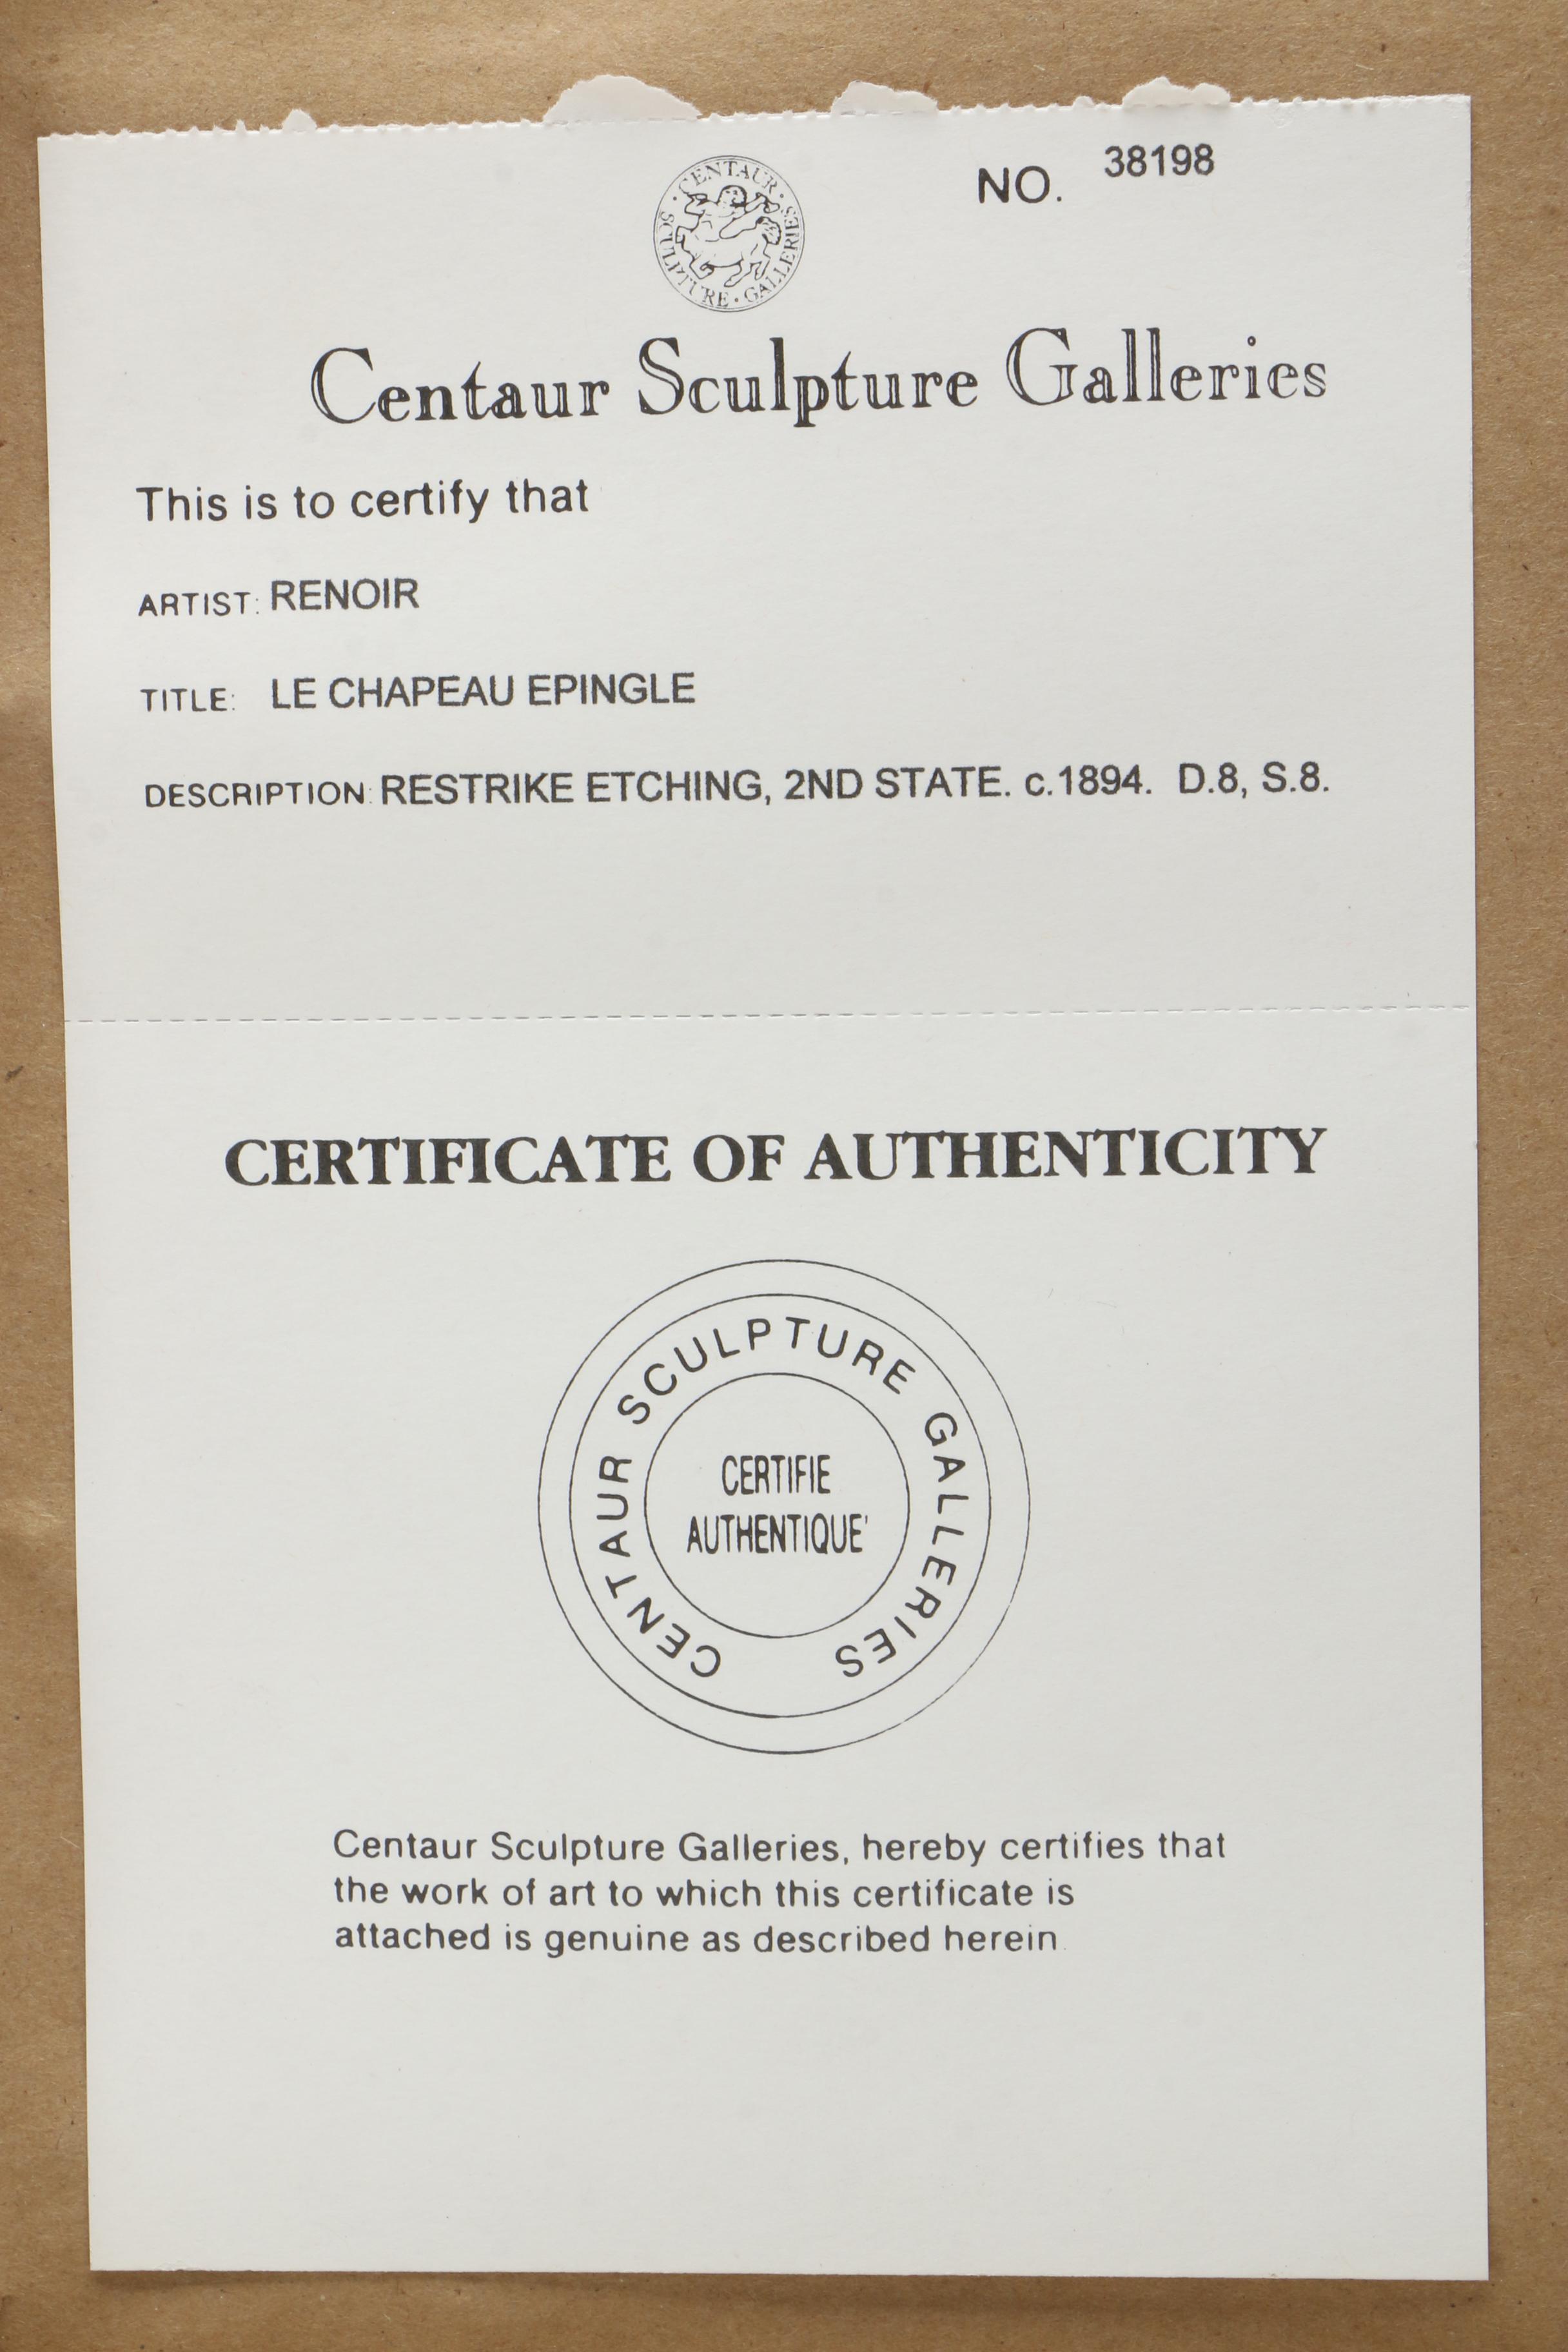 NO. 38198
· CENTAUR · SCULPTURE · GALLERIES
Centaur Sculpture Galleries
This is to certify that
ARTIST: RENOIR
TITLE: LE CHAPEAU EPINGLE
DESCRIPTION: RESTRIKE ETCHING, 2ND STATE. c.1894. D.8, S.8.
CERTIFICATE OF AUTHENTICITY
CENTAUR SCULPTURE GALLERIES
CERTIFIE
AUTHENTIQUE'
Centaur Sculpture Galleries, hereby certifies that
the work of art to which this certificate is
attached is genuine as described herein.